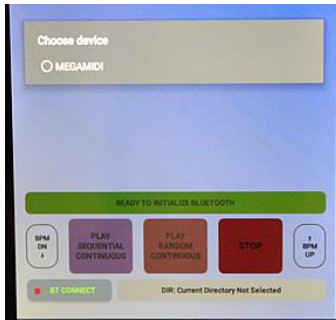 Choose device
MEGAMIDI
READY TO INITIALIZE BLUETOOTH
BPM
DN
↓
PLAY
SEQUENTIAL
CONTINUOUS
PLAY
RANDOM
CONTINUOUS
STOP
↑
BPM
UP
BT CONNECT
DIR: Current Directory Not Selected